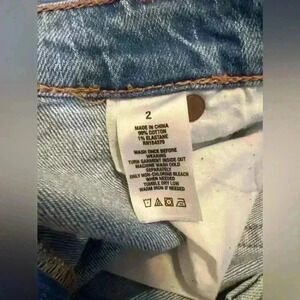 2
MADE IN CHINA
99% COTTON
1% ELASTANE
WASH ONCE BEFORE
WEARING
TURN GARMENT INSIDE OUT
MACHINE WASH COLD
SEPARATELY
ONLY NON-CHLORINE BLEACH
WHEN NEEDED
TUMBLE DRY LOW
WARM IRON IF NEEDED